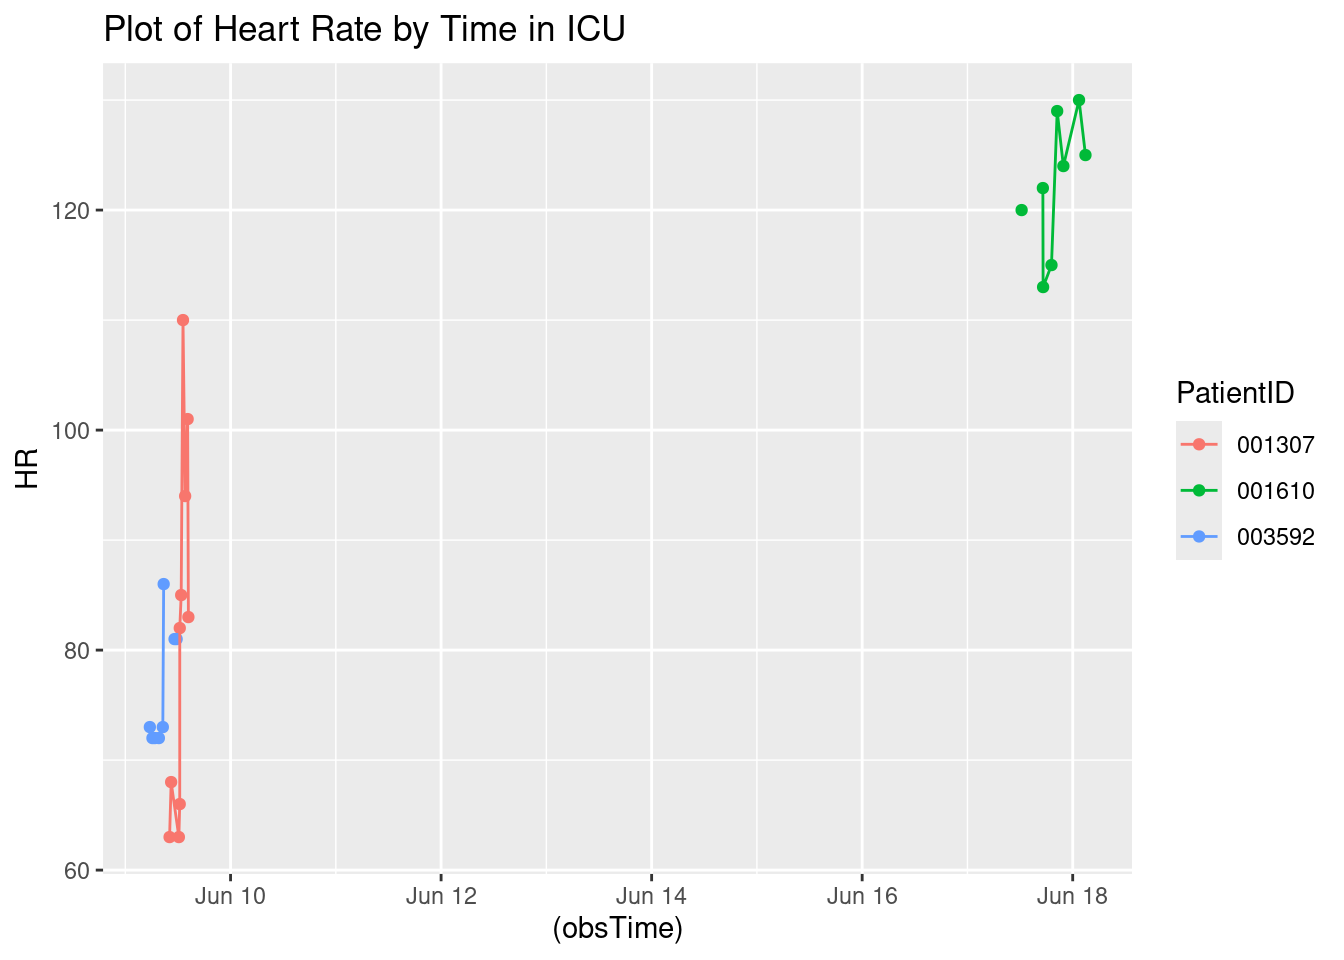 Plot of Heart Rate by Time in ICU
120
100
80
60
HR
Jun 10 Jun 12 Jun 14 Jun 16 Jun 18
(obsTime)
PatientID
001307
001610
003592